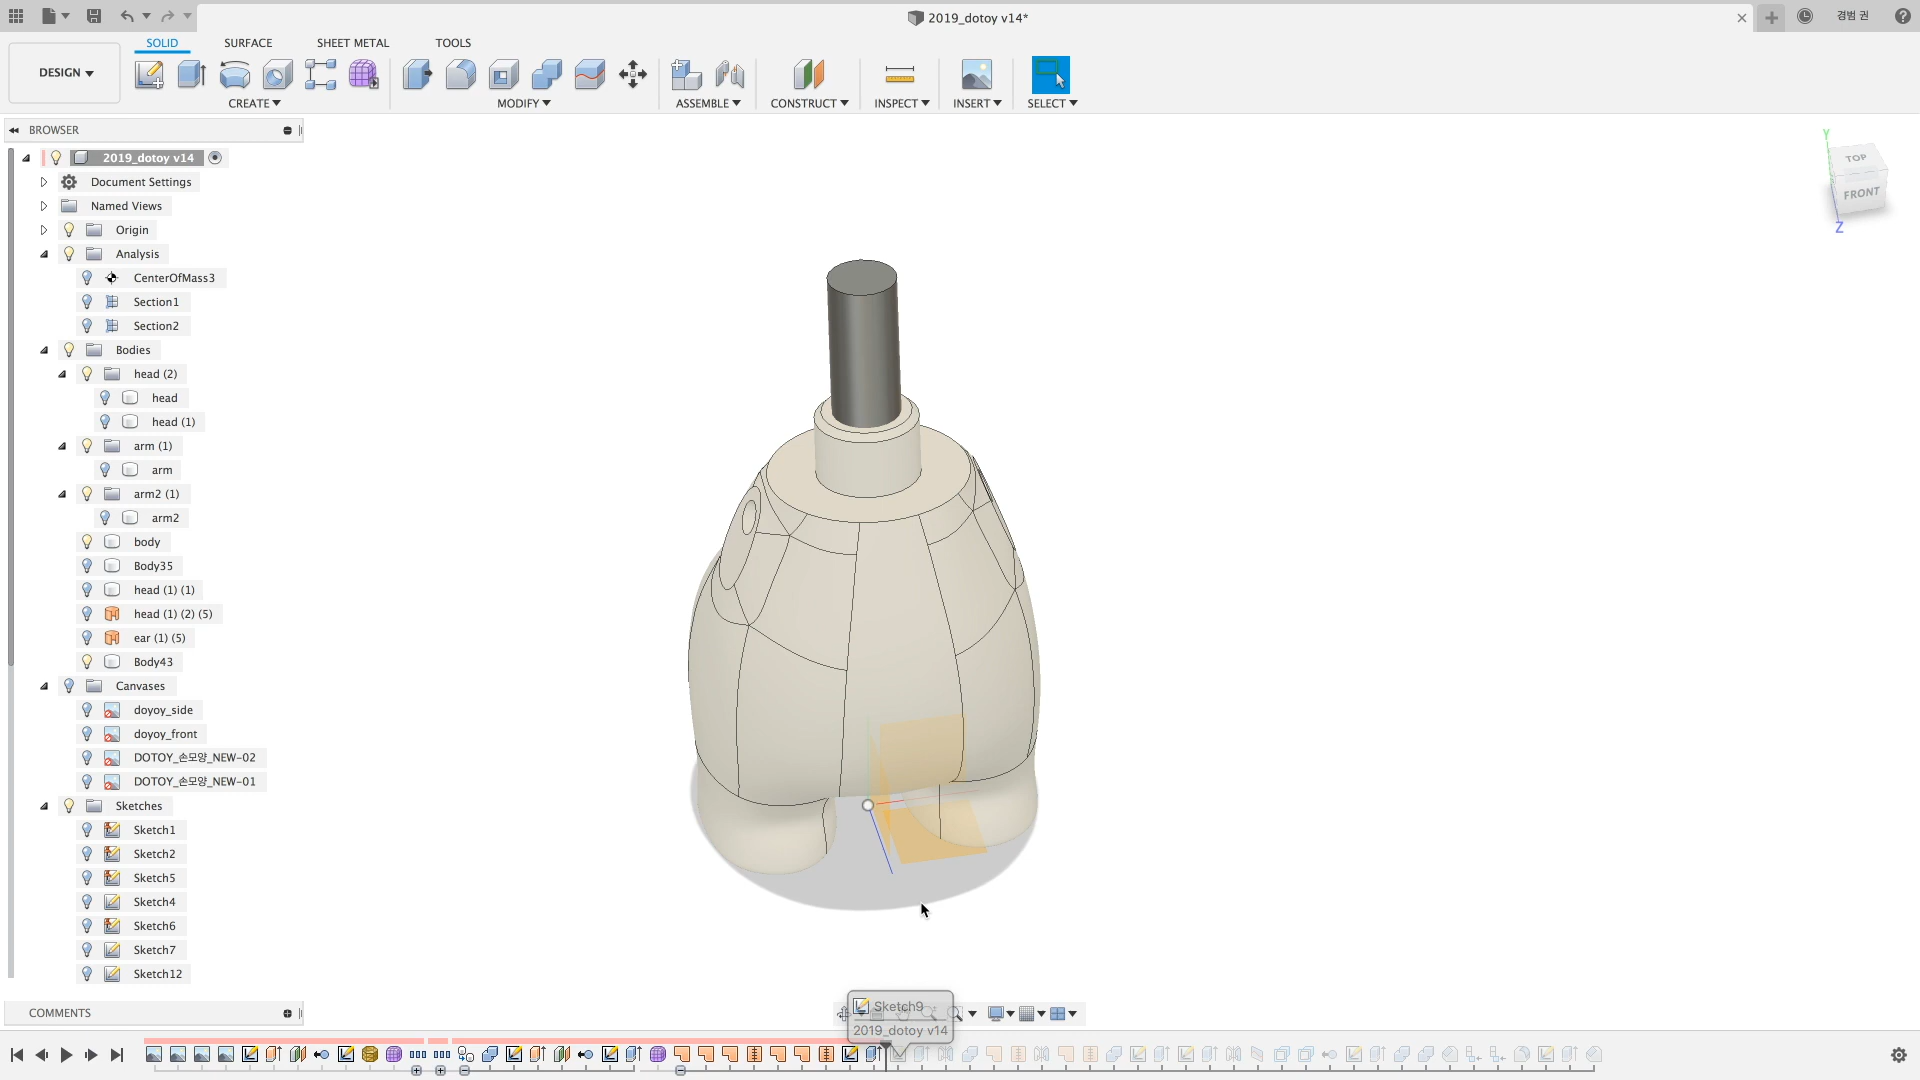 2019_dotoy v14*
경범 권
SOLID
SURFACE
SHEET METAL
TOOLS
DESIGN
CREATE
MODIFY
ASSEMBLE
CONSTRUCT
INSPECT
INSERT
SELECT
BROWSER
2019_dotoy v14
Document Settings
Named Views
Origin
Analysis
CenterOfMass3
Section1
Section2
Bodies
head (2)
head
head (1)
arm (1)
arm
arm2 (1)
arm2
body
Body35
head (1) (1)
head (1) (2) (5)
ear (1) (5)
Body43
Canvases
doyoy_side
doyoy_front
DOTOY_손모양_NEW-02
DOTOY_손모양_NEW-01
Sketches
Sketch1
Sketch2
Sketch5
Sketch4
Sketch6
Sketch7
Sketch12
Y
TOP
FRONT
Z
COMMENTS
Sketch9
2019_dotoy v14